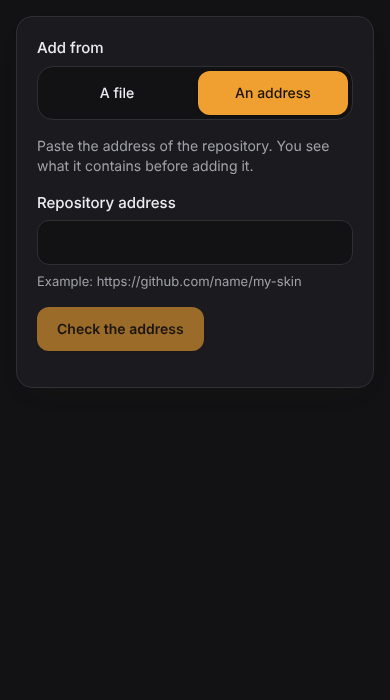 Add from
A file
An address
Paste the address of the repository. You see
what it contains before adding it.
Repository address
Example: https://github.com/name/my-skin
Check the address